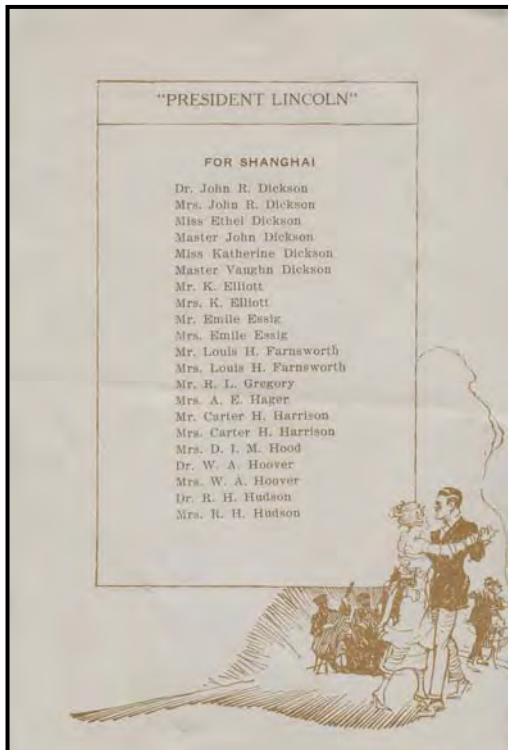 "PRESIDENT LINCOLN"
FOR SHANGHAI
Dr. John R. Dickson
Mrs. John R. Dickson
Miss Ethel Dickson
Master John Dickson
Miss Katherine Dickson
Master Vaughn Dickson
Mr. K. Elliott
Mrs. K. Elliott
Mr. Emile Essig
Mrs. Emile Essig
Mr. Louis H. Farnsworth
Mrs. Louis H. Farnsworth
Mr. R. L. Gregory
Mrs. A. E. Hager
Mr. Carter H. Harrison
Mrs. Carter H. Harrison
Mrs. D. I. M. Hood
Dr. W. A. Hoover
Mrs. W. A. Hoover
Dr. R. H. Hudson
Mrs. R. H. Hudson